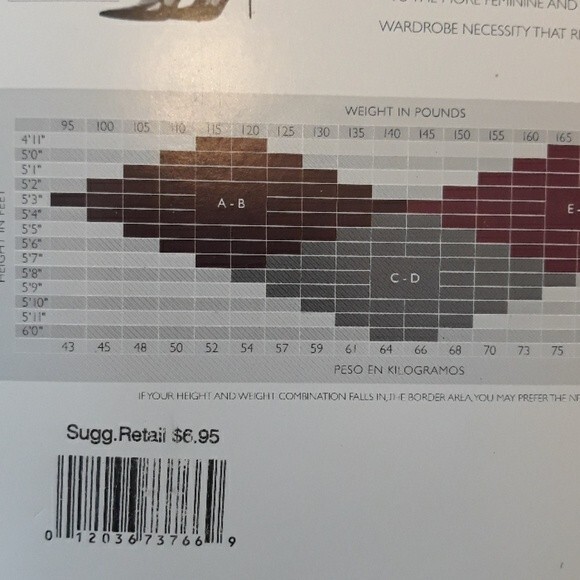 WARDROBE NECESSITY THAT
WEIGHT IN POUNDS
95 100 105 110 115 120 125 130 135 140 145 150 155 160 165
4'11"
5'0"
5'1"
5'2"
5'3"
5'4"
5'5"
5'6"
5'7"
5'8"
5'9"
5'10"
5'11"
6'0"
HEIGHT IN FEET
A - B
C - D
E -
43 45 48 50 52 54 57 59 61 64 66 68 70 73 75
PESO EN KILOGRAMOS
IF YOUR HEIGHT AND WEIGHT COMBINATION FALLS IN THE BORDER AREA, YOU MAY PREFER THE
Sugg.Retail $6.95
0 12036 73766 9